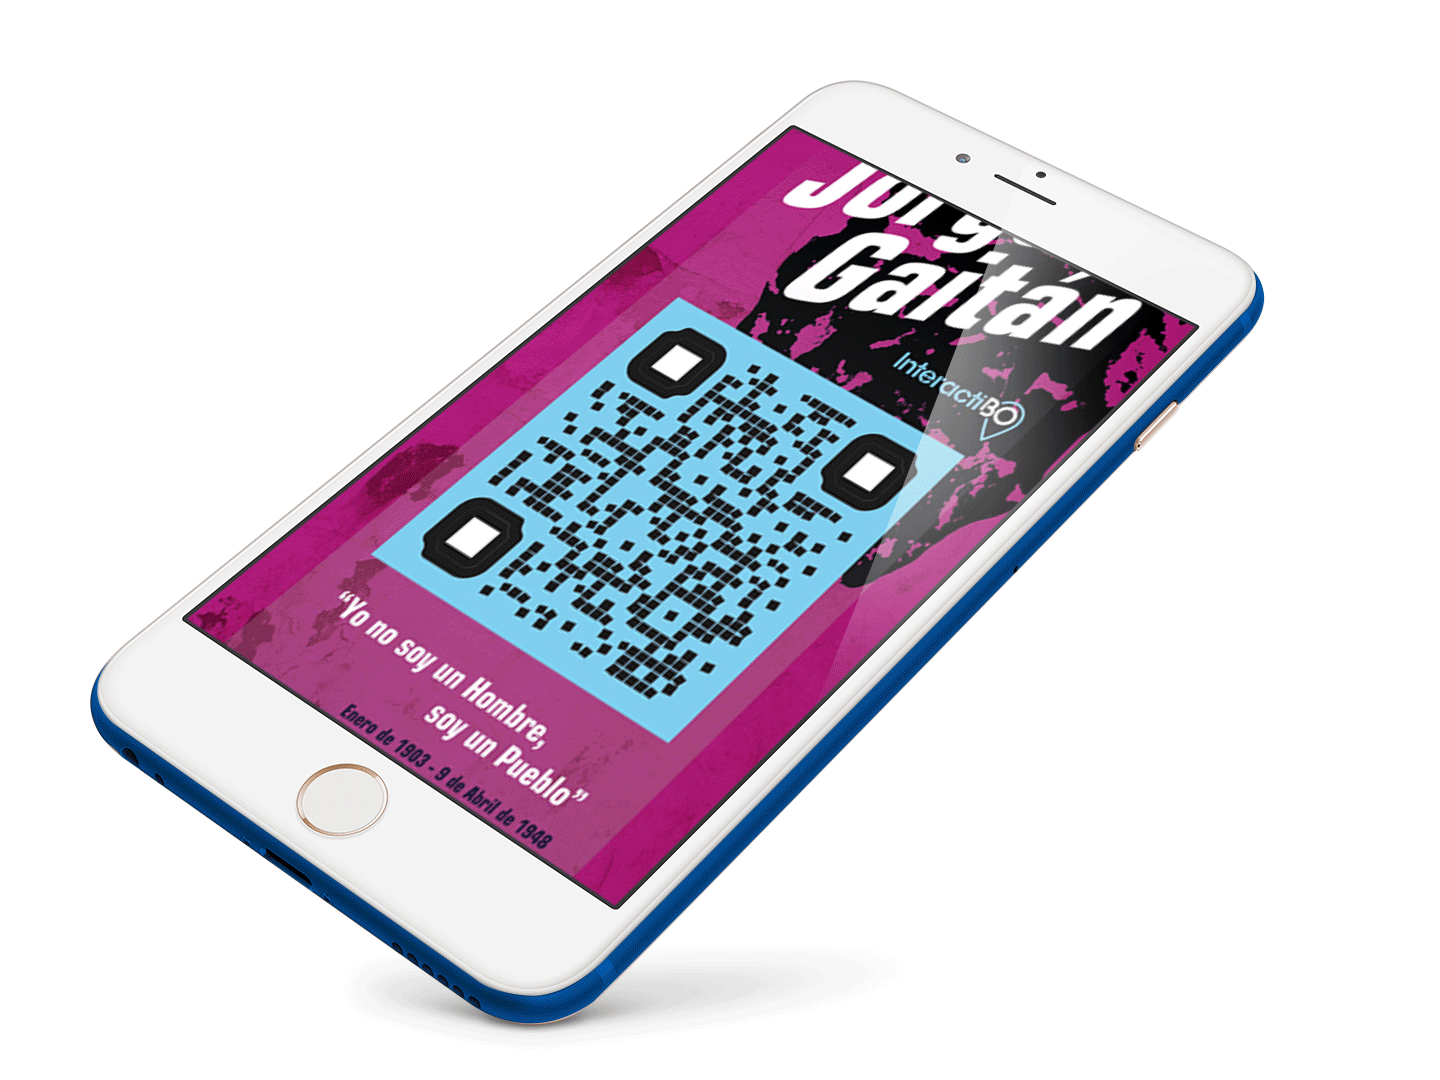 Jorge
Gaitán
InteractiBO
“Yo no soy un Hombre,
soy un Pueblo”
Enero de 1903 - 9 de Abril de 1948